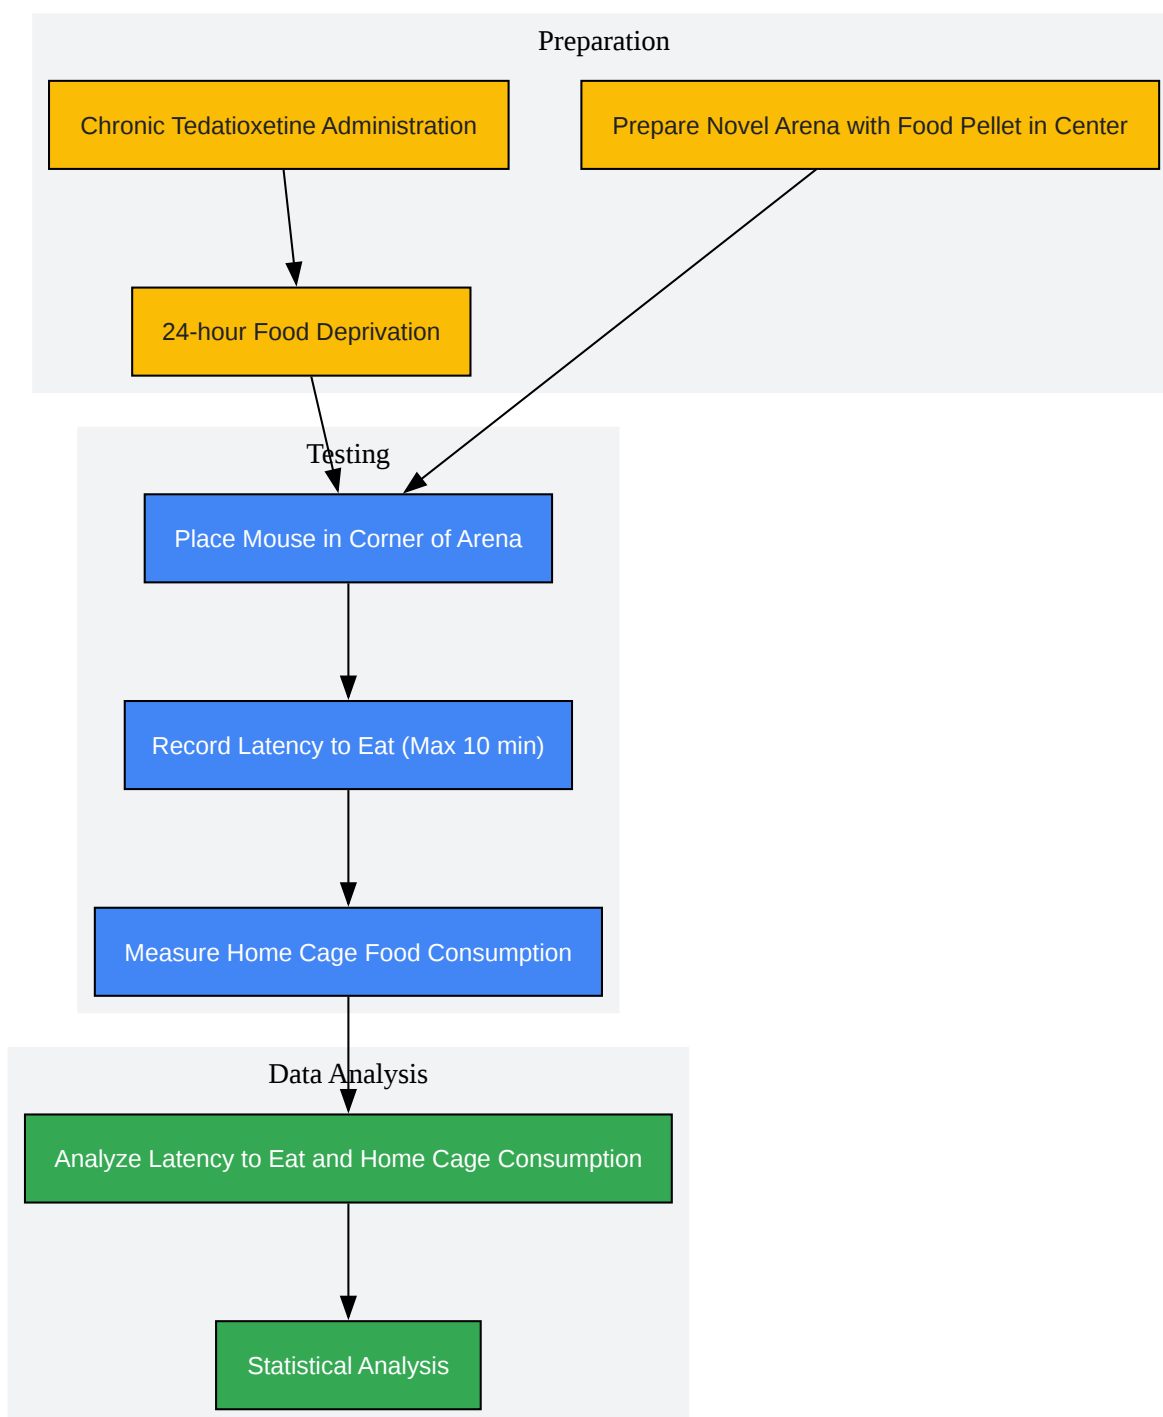 Preparation
Chronic Tedatioxetine Administration
Prepare Novel Arena with Food Pellet in Center
24-hour Food Deprivation
Testing
Place Mouse in Corner of Arena
Record Latency to Eat (Max 10 min)
Measure Home Cage Food Consumption
Data Analysis
Analyze Latency to Eat and Home Cage Consumption
Statistical Analysis